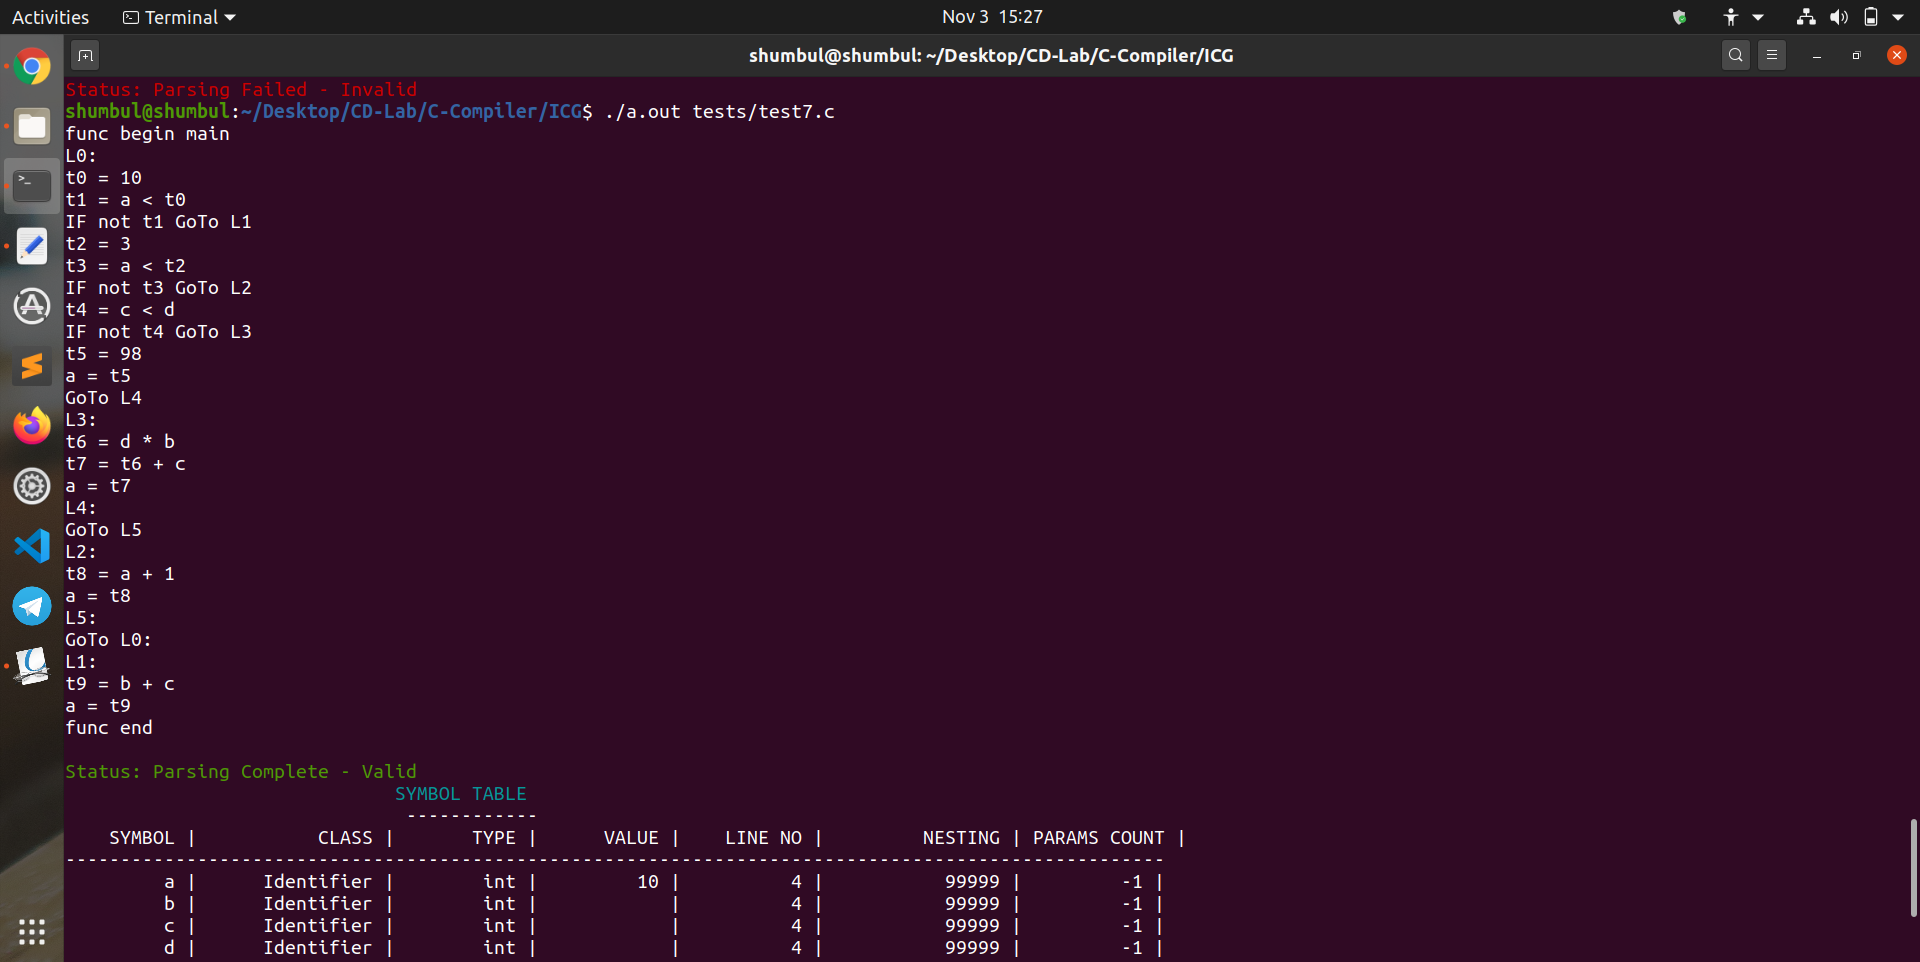 Activities Terminal Nov 3 15:27
shumbul@shumbul: ~/Desktop/CD-Lab/C-Compiler/ICG
Status: Parsing Failed - Invalid
shumbul@shumbul:~/Desktop/CD-Lab/C-Compiler/ICG$ ./a.out tests/test7.c
func begin main
L0:
t0 = 10
t1 = a < t0
IF not t1 GoTo L1
t2 = 3
t3 = a < t2
IF not t3 GoTo L2
t4 = c < d
IF not t4 GoTo L3
t5 = 98
a = t5
GoTo L4
L3:
t6 = d * b
t7 = t6 + c
a = t7
L4:
GoTo L5
L2:
t8 = a + 1
a = t8
L5:
GoTo L0:
L1:
t9 = b + c
a = t9
func end
Status: Parsing Complete - Valid
SYMBOL TABLE
------------
SYMBOL | CLASS | TYPE | VALUE | LINE NO | NESTING | PARAMS COUNT |
----------------------------------------------------------------------------------------------------
a | Identifier | int | 10 | 4 | 99999 | -1 |
b | Identifier | int | | 4 | 99999 | -1 |
c | Identifier | int | | 4 | 99999 | -1 |
d | Identifier | int | | 4 | 99999 | -1 |